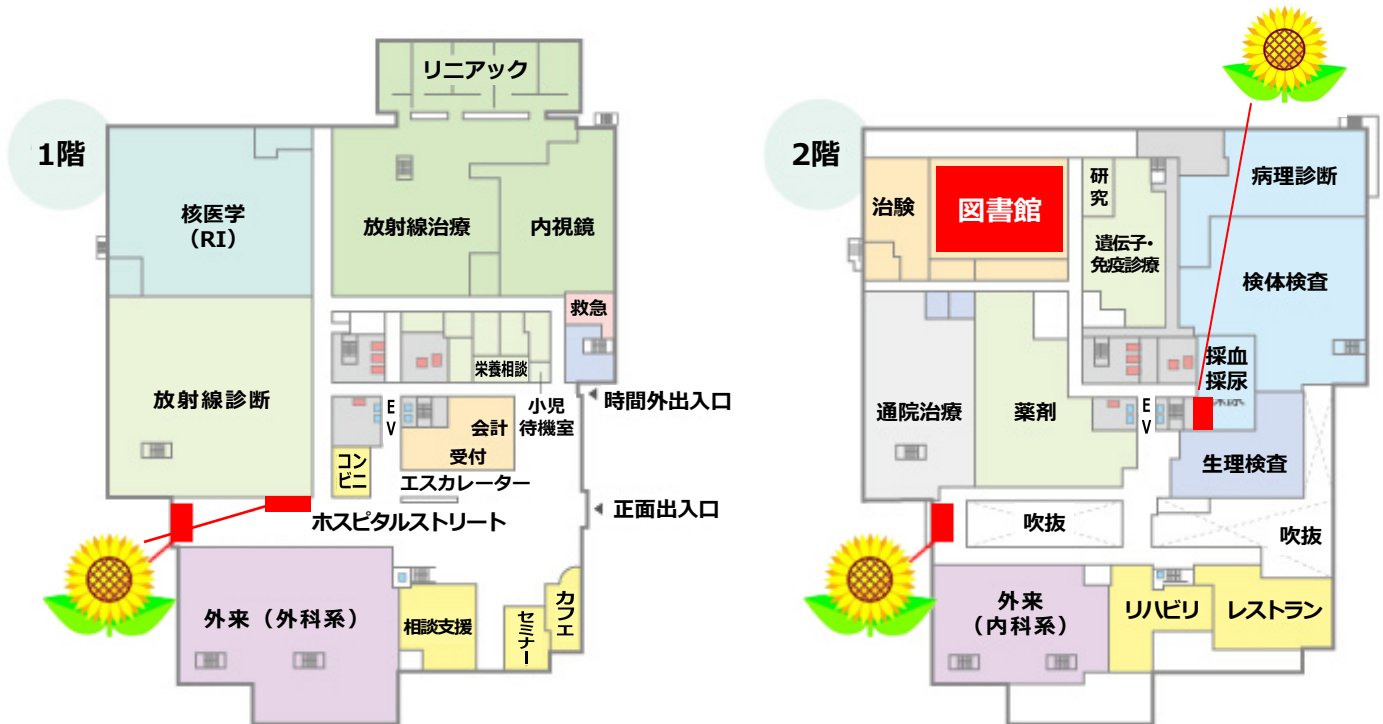 1階
リニアック
核医学
（RI）
放射線治療
内視鏡
救急
放射線診断
栄養相談
小児
待機室
時間外出入口
EV
会計
受付
コンビニ
エスカレーター
正面出入口
ホスピタルストリート
外来（外科系）
相談支援
セミナー
カフェ
2階
治験
図書館
研究
遺伝子・
免疫診療
病理診断
検体検査
採血
採尿
通院治療
薬剤
EV
生理検査
吹抜
吹抜
外来
（内科系）
リハビリ
レストラン